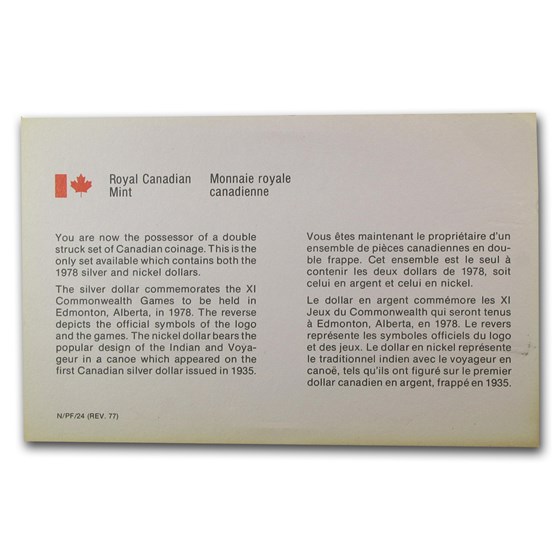 Royal Canadian
Mint
Monnaie royale
canadienne
You are now the possessor of a double
struck set of Canadian coinage. This is the
only set available which contains both the
1978 silver and nickel dollars.
The silver dollar commemorates the XI
Commonwealth Games to be held in
Edmonton, Alberta, in 1978. The reverse
depicts the official symbols of the logo
and the games. The nickel dollar bears the
popular design of the Indian and Voya-
geur in a canoe which appeared on the
first Canadian silver dollar issued in 1935.
N/PF/24 (REV. 77)
Vous êtes maintenant le propriétaire d'un
ensemble de pièces canadiennes en dou-
ble frappe. Cet ensemble est le seul à
contenir les deux dollars de 1978, soit
celui en argent et celui en nickel.
Le dollar en argent commémore les XI
Jeux du Commonwealth qui seront tenus
à Edmonton, Alberta, en 1978. Le revers
représente les symboles officiels du logo
et des jeux. Le dollar en nickel représente
le traditionnel indien avec le voyageur en
canoë, tels qu'ils ont figuré sur le premier
dollar canadien en argent, frappé en 1935.